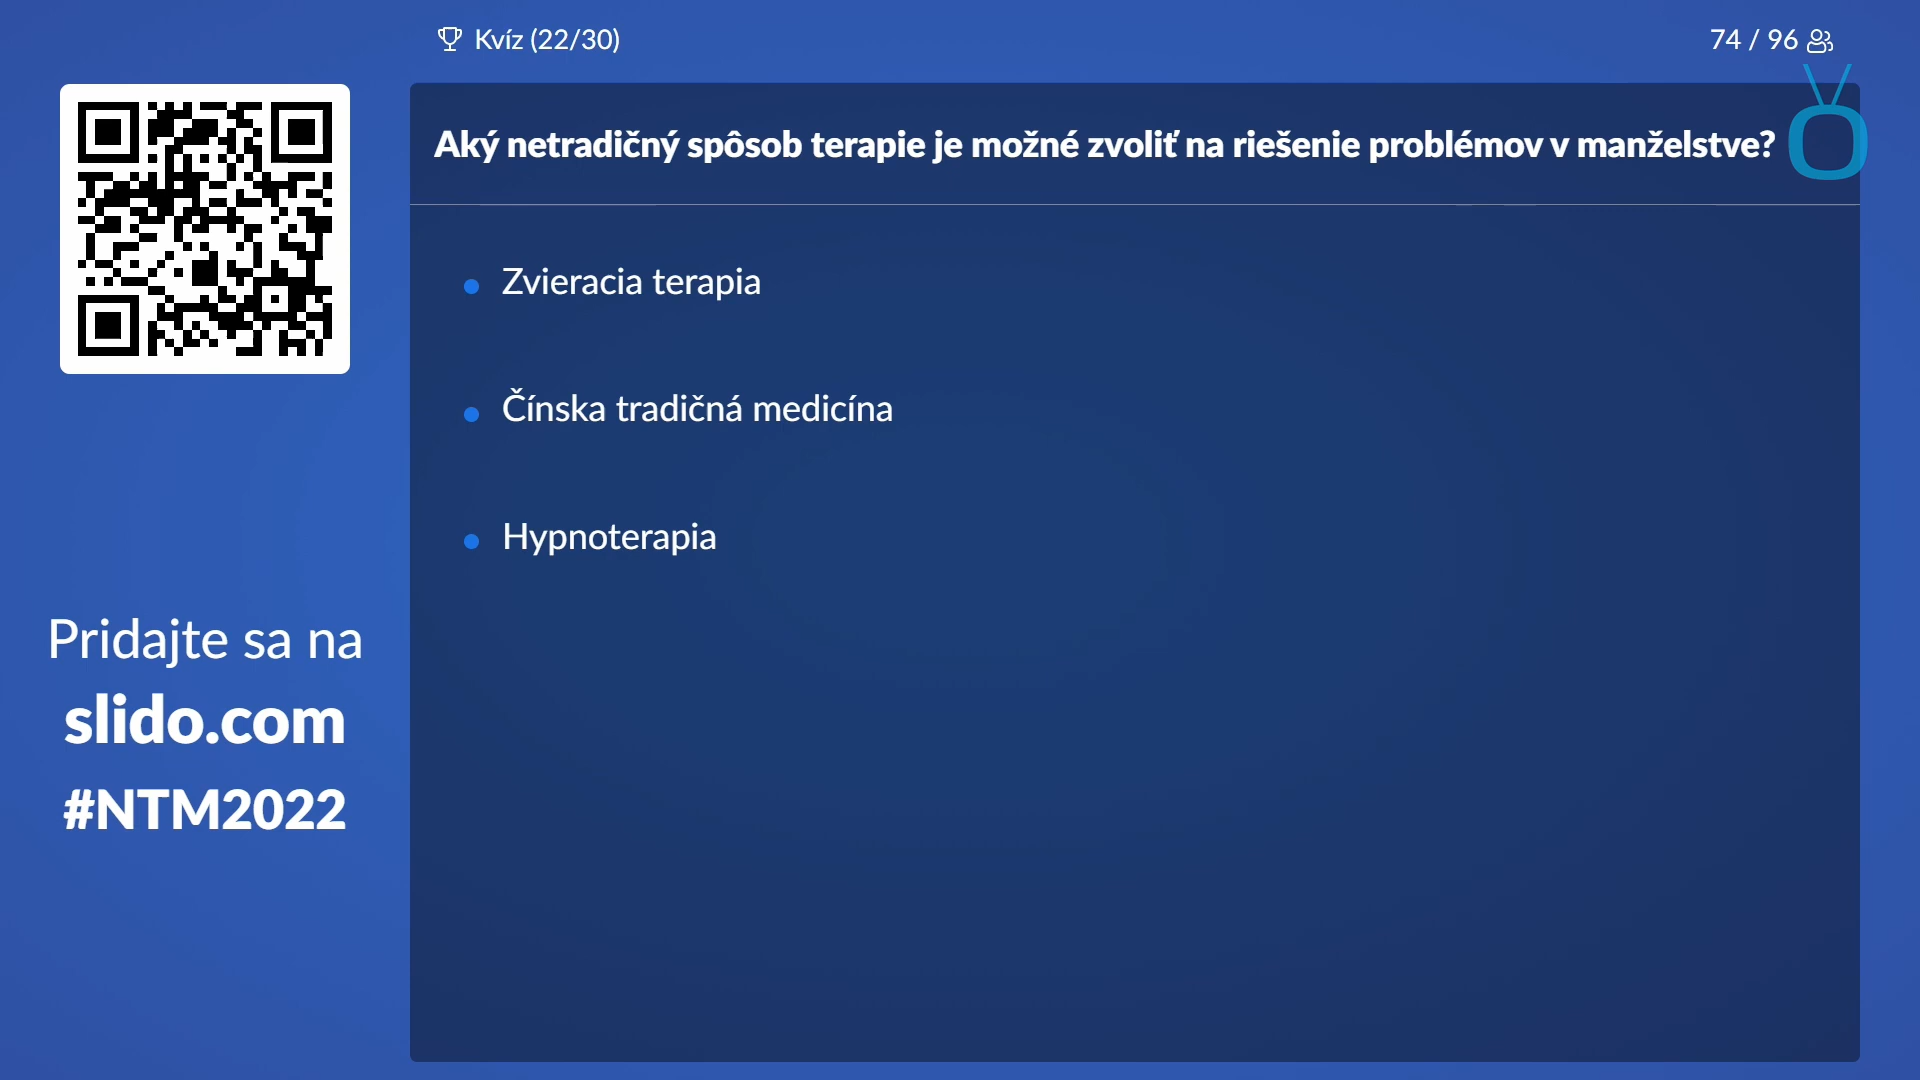 Kvíz (22/30)
74 / 96
Aký netradičný spôsob terapie je možné zvoliť na riešenie problémov v manželstve?
Zvieracia terapia
Čínska tradičná medicína
Hypnoterapia
Pridajte sa na
slido.com
#NTM2022